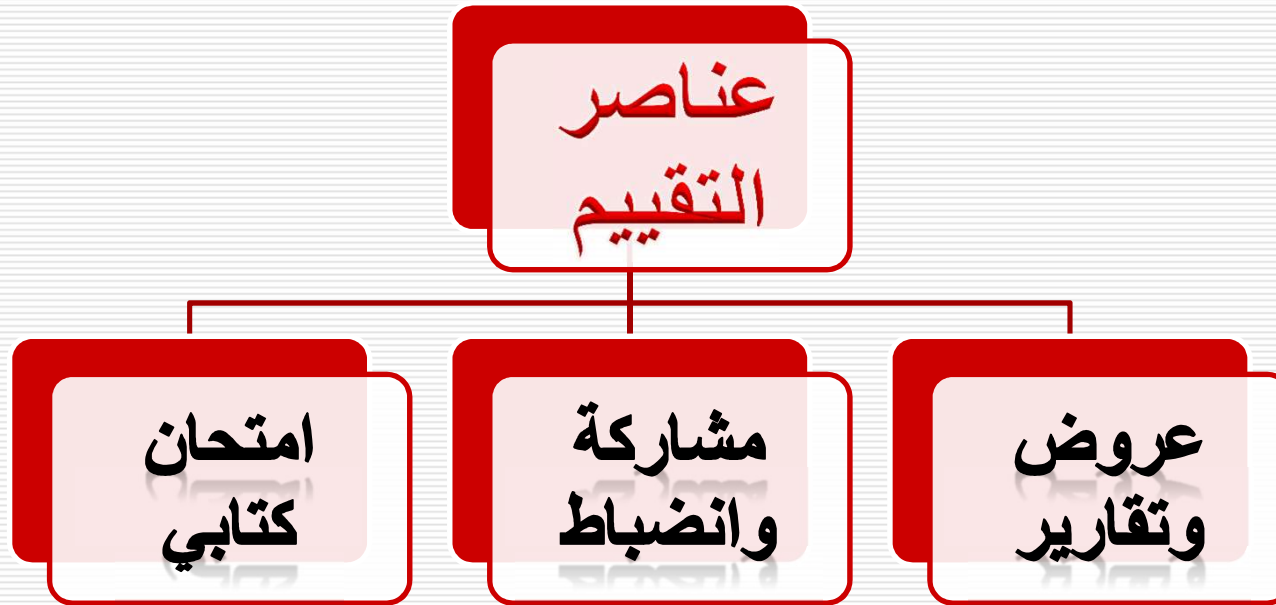 عناصر
التقييم
عروض
وتقارير
مشاركة
وانضباط
امتحان
كتابي